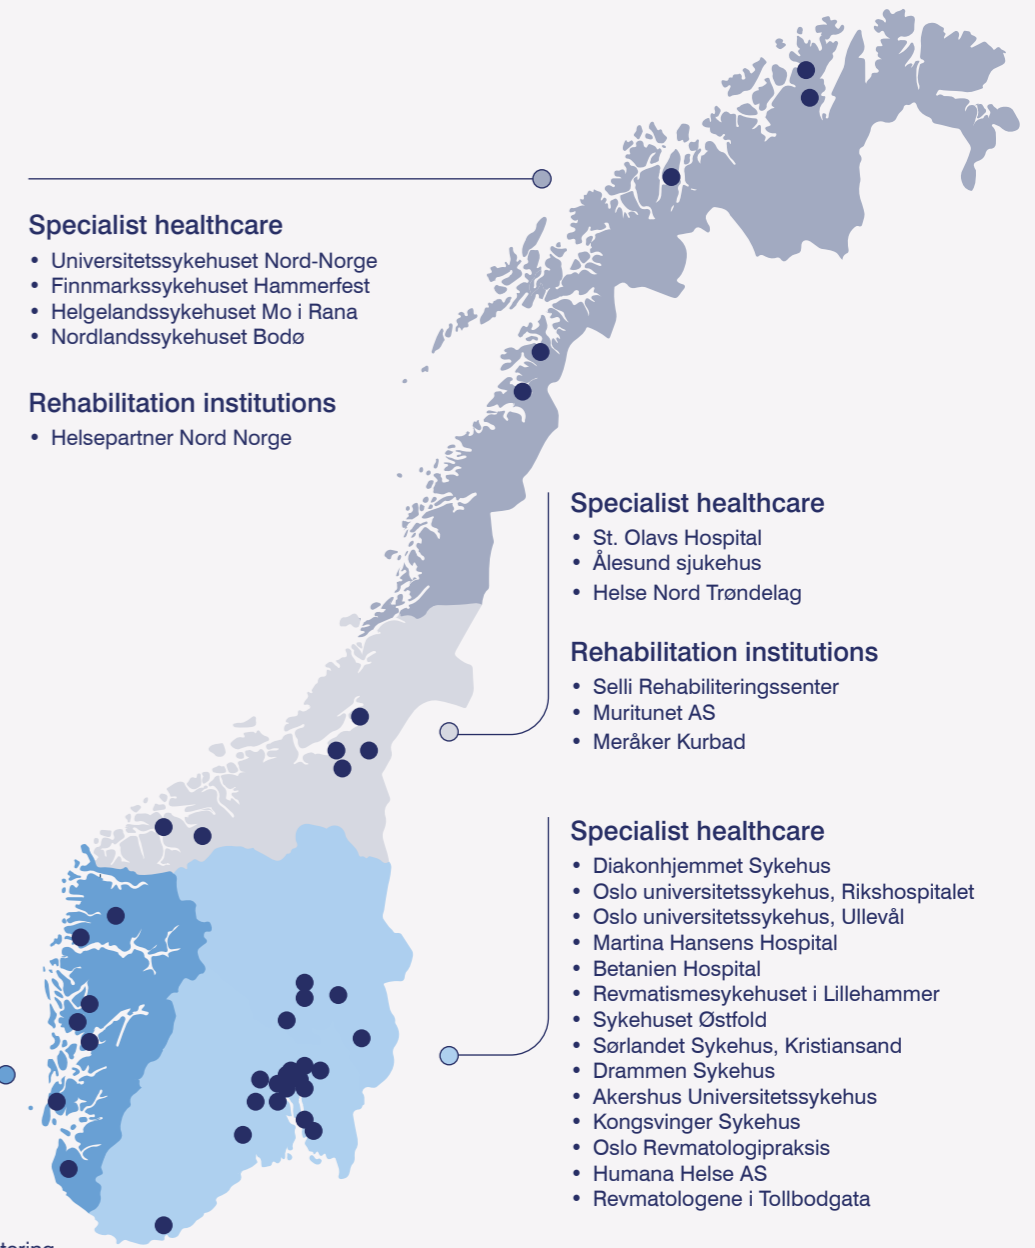 Specialist healthcare
• Universitetssykehuset Nord-Norge
• Finnmarkssykehuset Hammerfest
• Helgelandssykehuset Mo i Rana
• Nordlandssykehuset Bodø
Rehabilitation institutions
• Helsepartner Nord Norge
Specialist healthcare
• St. Olavs Hospital
• Ålesund sjukehus
• Helse Nord Trøndelag
Rehabilitation institutions
• Selli Rehabiliteringssenter
• Muritunet AS
• Meråker Kurbad
Specialist healthcare
• Diakonhjemmet Sykehus
• Oslo universitetssykehus, Rikshospitalet
• Oslo universitetssykehus, Ullevål
• Martina Hansens Hospital
• Betanien Hospital
• Revmatismesykehuset i Lillehammer
• Sykehuset Østfold
• Sørlandet Sykehus, Kristiansand
• Drammen Sykehus
• Akershus Universitetssykehus
• Kongsvinger Sykehus
• Oslo Revmatologipraksis
• Humana Helse AS
• Revmatologene i Tollbodgata